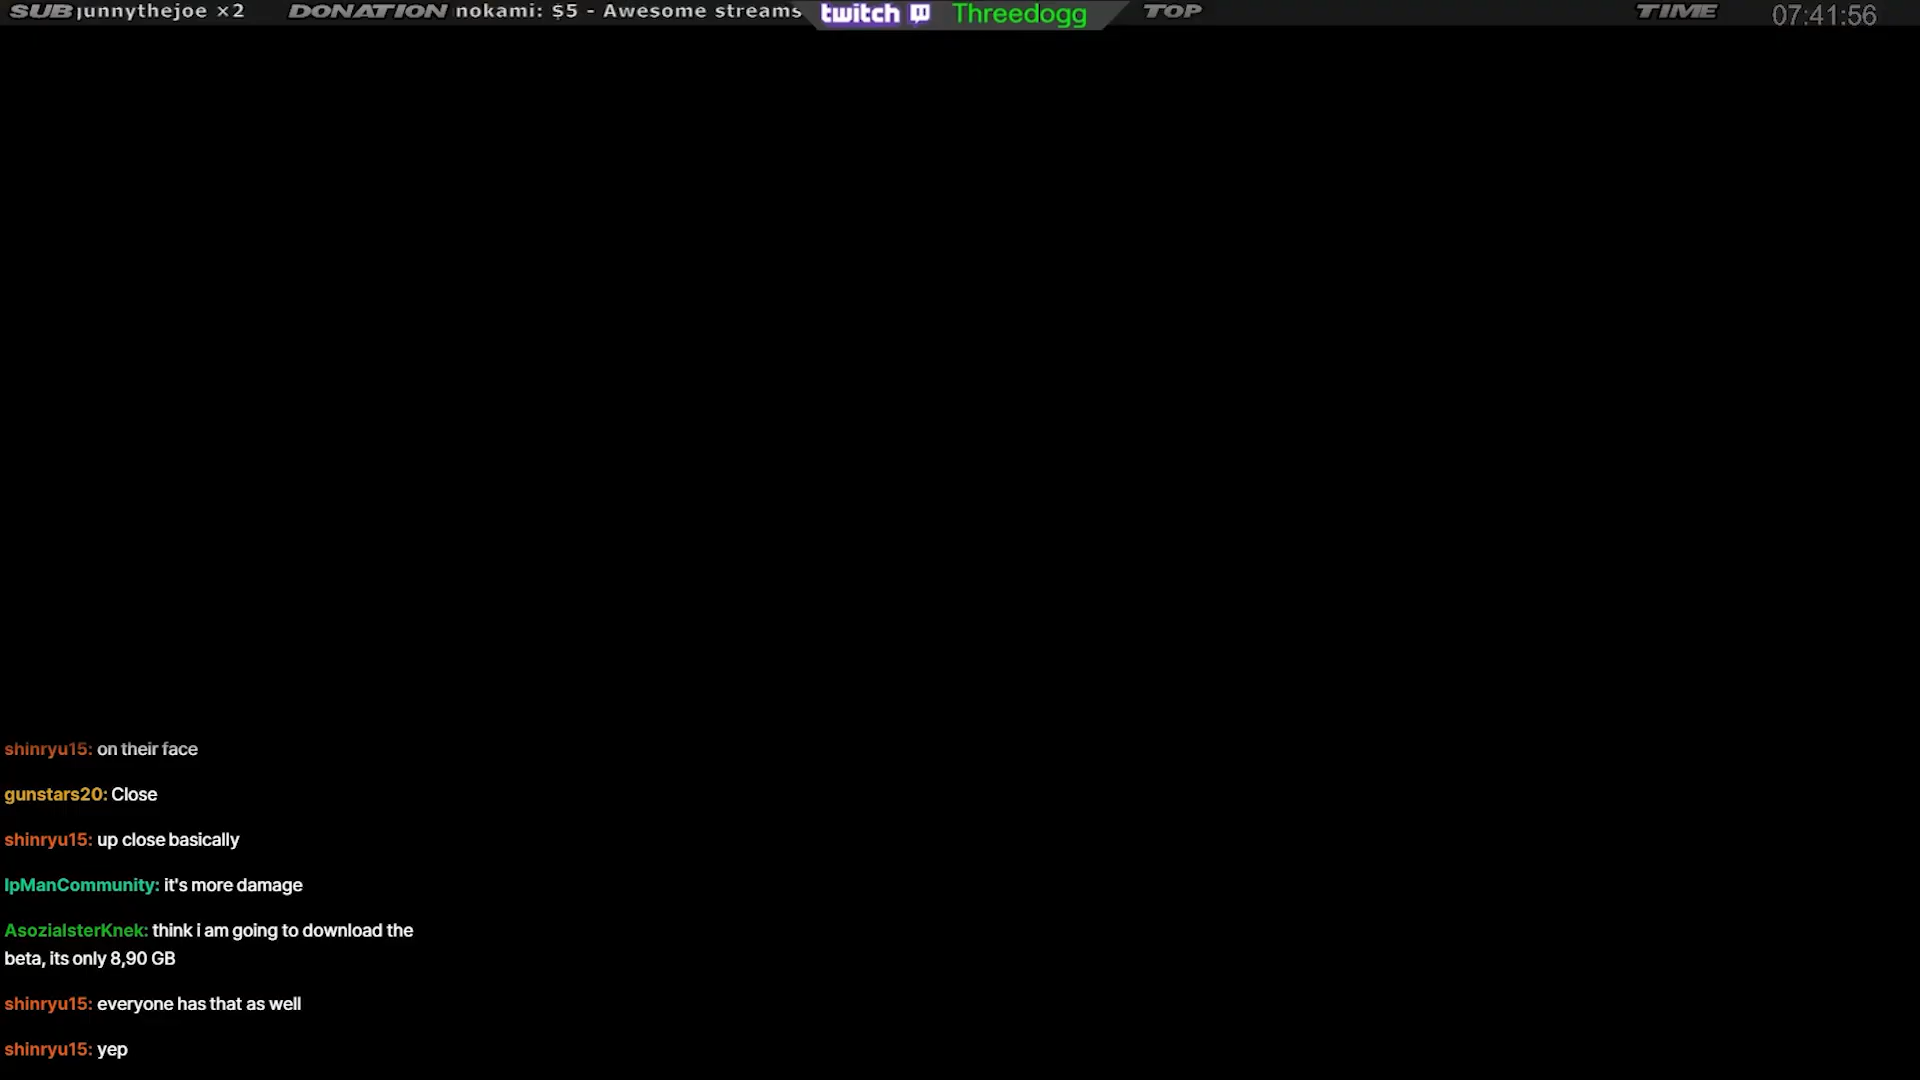 SUB junnythejoe ×2 DONATION nokami: $5 - Awesome streams twitch Threedogg TOP TIME 07:41:56
shinryu15: on their face
gunstars20: Close
shinryu15: up close basically
IpManCommunity: it's more damage
AsozialsterKnek: think i am going to download the
beta, its only 8,90 GB
shinryu15: everyone has that as well
shinryu15: yep